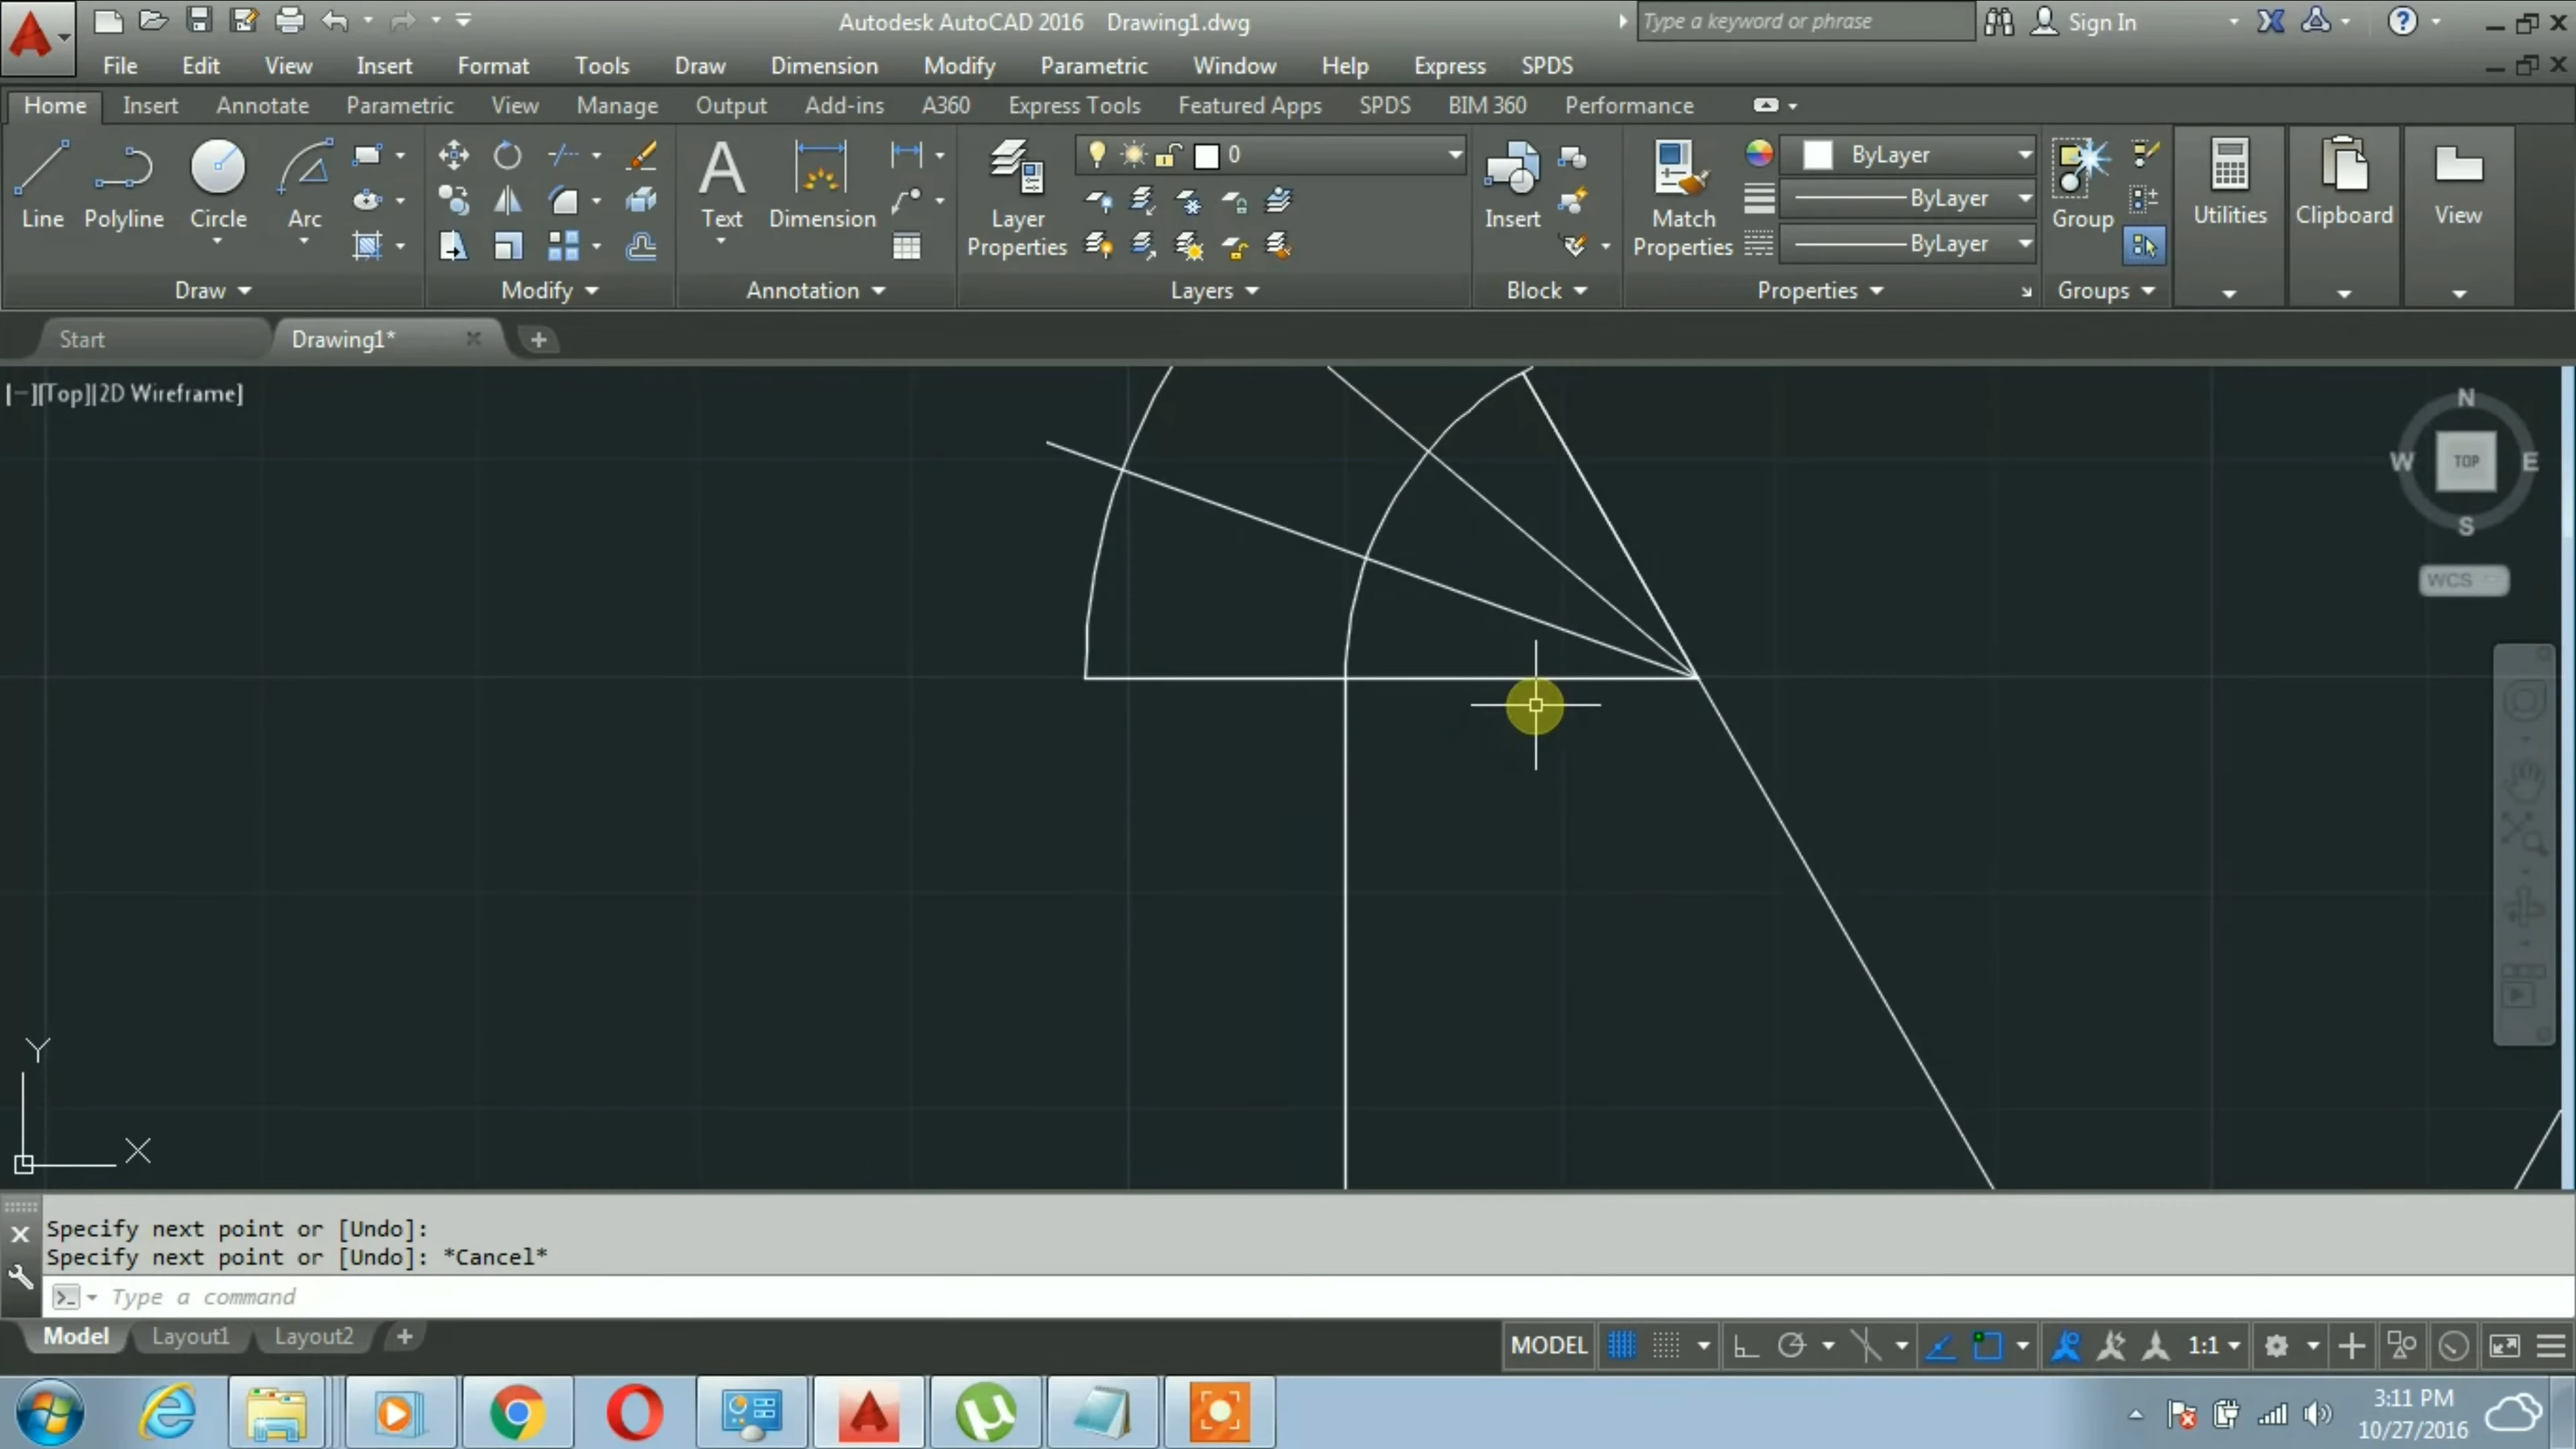 Autodesk AutoCAD 2016 Drawing1.dwg
Type a keyword or phrase
Sign In
File Edit View Insert Format Tools Draw Dimension Modify Parametric Window Help Express SPDS
Home Insert Annotate Parametric View Manage Output Add-ins A360 Express Tools Featured Apps SPDS BIM 360 Performance
Line Polyline Circle Arc
Text Dimension
Layer Properties
0
Insert
Match Properties
ByLayer
ByLayer
ByLayer
Group
Utilities
Clipboard
View
Draw Modify Annotation Layers Block Properties Groups
Start Drawing1*
[−][Top][2D Wireframe]
N
W TOP E
S
WCS
Y
X
Specify next point or [Undo]:
Specify next point or [Undo]: *Cancel*
Type a command
Model Layout1 Layout2
MODEL 1:1
3:11 PM
10/27/2016